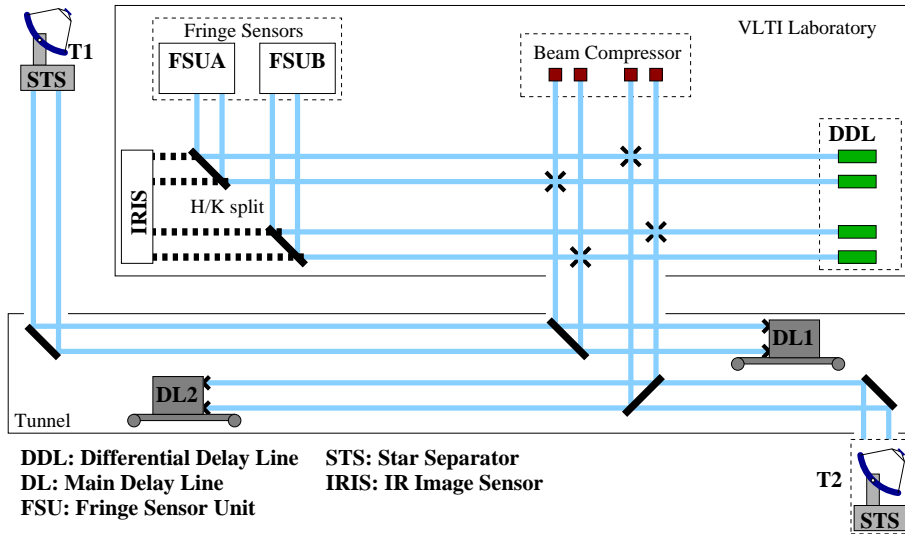 T1
STS
Fringe Sensors
FSUA
FSUB
Beam Compressor
VLTI Laboratory
DDL
IRIS
H/K split
DL1
DL2
Tunnel
DDL: Differential Delay Line
DL: Main Delay Line
FSU: Fringe Sensor Unit
STS: Star Separator
IRIS: IR Image Sensor
T2
STS